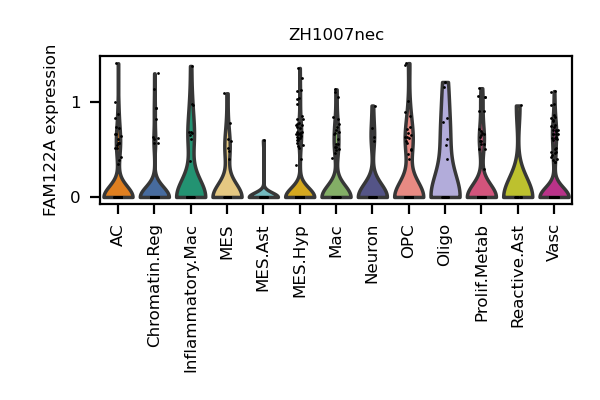 ZH1007nec
FAM122A expression
1
0
AC
Chromatin.Reg
Inflammatory.Mac
MES
MES.Ast
MES.Hyp
Mac
Neuron
OPC
Oligo
Prolif.Metab
Reactive.Ast
Vasc